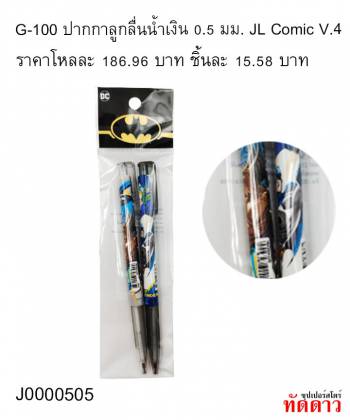 G-100 ปากกาลูกลื่นน้ำเงิน 0.5 มม. JL Comic V.4
ราคาโหลละ 186.96 บาท ชิ้นละ 15.58 บาท
DC
J0000505
ซุปเปอร์สโตร์
ทัดดาว